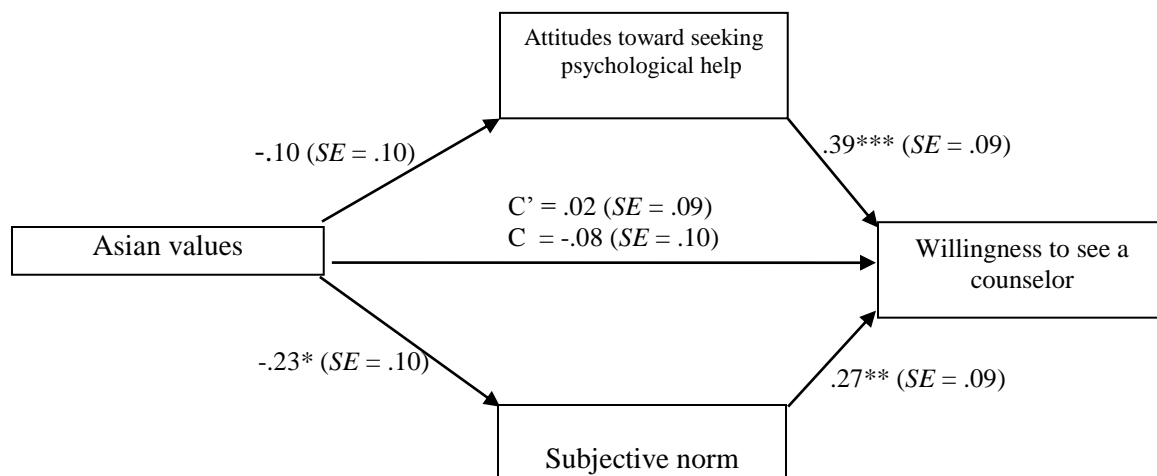 Attitudes toward seeking
psychological help
-.10 (SE = .10)
.39*** (SE = .09)
C’ = .02 (SE = .09)
C = -.08 (SE = .10)
Asian values
Willingness to see a
counselor
-.23* (SE = .10)
.27** (SE = .09)
Subjective norm